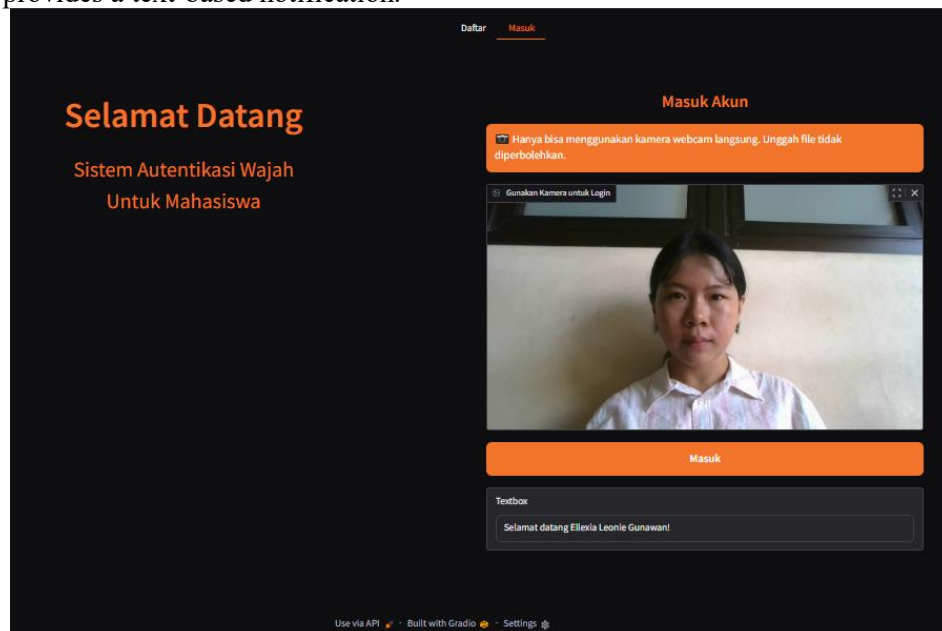 provides a text-based notification.
Daftar
Masuk
Selamat Datang
Sistem Autentikasi Wajah
Untuk Mahasiswa
Masuk Akun
Hanya bisa menggunakan kamera webcam langsung. Unggah file tidak
diperbolehkan.
Gunakan Kamera untuk Login
Masuk
Textbox
Selamat datang Ellexia Leonie Gunawan!
Use via API · Built with Gradio · Settings